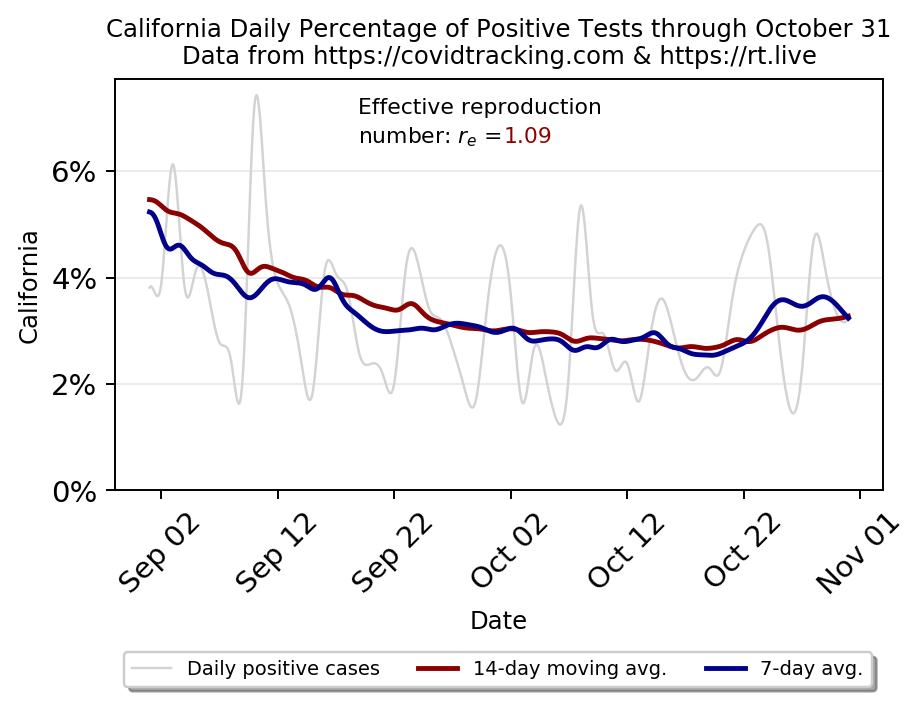 California Daily Percentage of Positive Tests through October 31
Data from https://covidtracking.com & https://rt.live
Effective reproduction
number: rₑ =1.09
6%
4%
2%
0%
California
Sep 02
Sep 12
Sep 22
Oct 02
Oct 12
Oct 22
Nov 01
Date
Daily positive cases
14-day moving avg.
7-day avg.